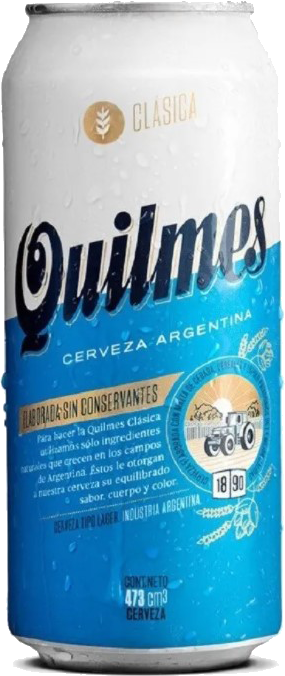 CLÁSICA
Quilmes
CERVEZA ARGENTINA
ELABORADA SIN CONSERVANTES
Para hacer la Quilmes Clásica
utilizamos sólo ingredientes
naturales que crecen en los campos
de Argentina. Éstos le otorgan
a nuestra cerveza su equilibrado
sabor, cuerpo y color.
18 90
CERVEZA TIPO LAGER. INDUSTRIA ARGENTINA
CONT. NETO
473 cm3
CERVEZA